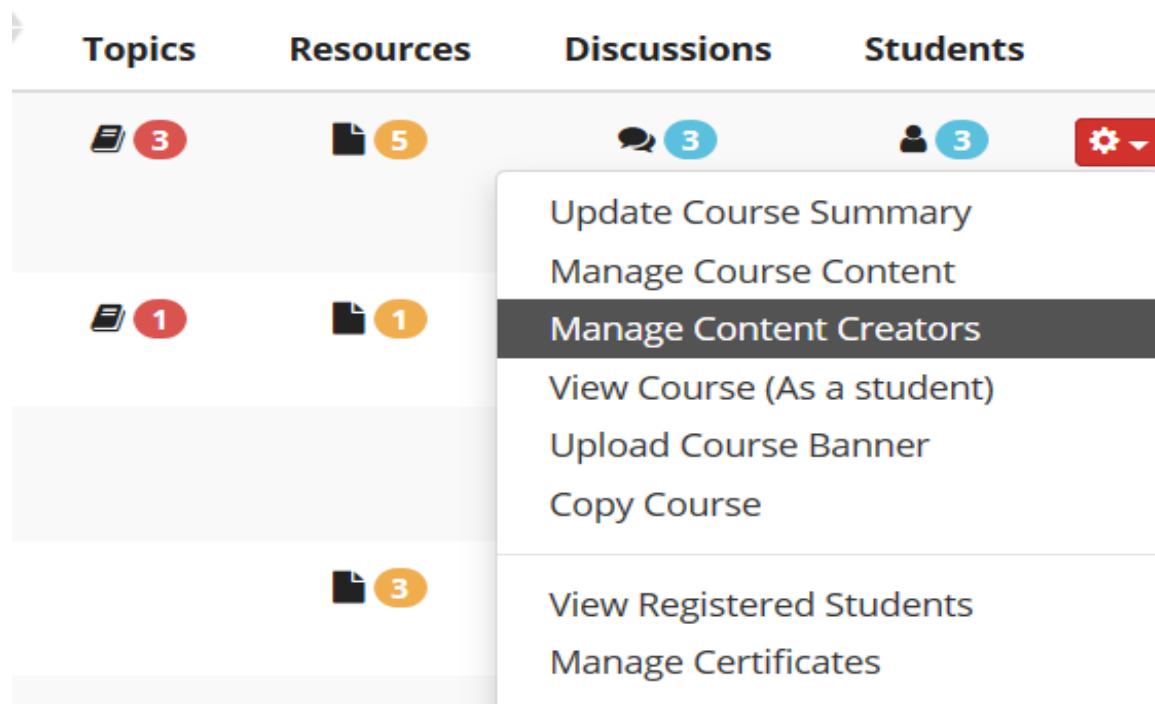 Topics Resources Discussions Students
3 5 3 3
Update Course Summary
Manage Course Content
1 1
Manage Content Creators
View Course (As a student)
Upload Course Banner
Copy Course
3
View Registered Students
Manage Certificates